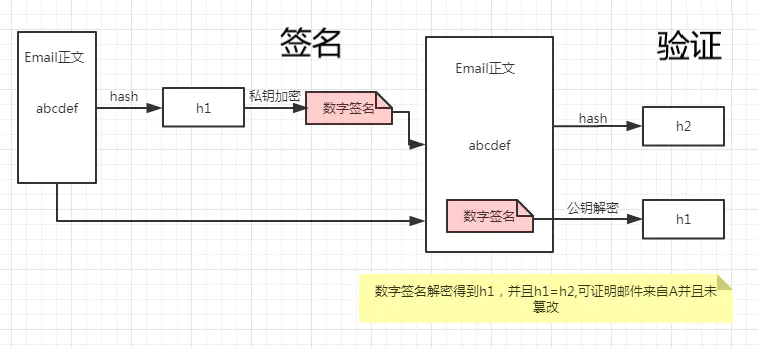 签名
验证
Email正文
abcdef
hash
h1
私钥加密
数字签名
Email正文
abcdef
数字签名
hash
h2
公钥解密
h1
数字签名解密得到h1，并且h1=h2,可证明邮件来自A并且未
篡改